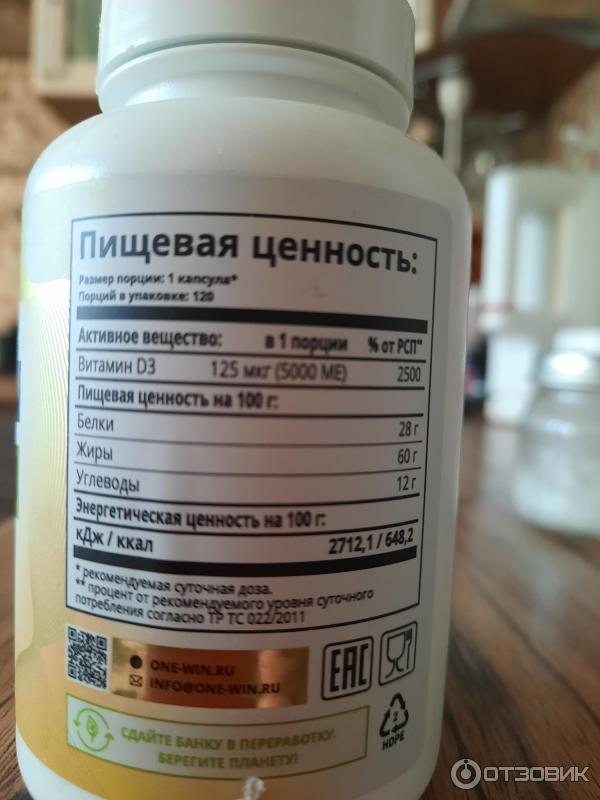 Пищевая ценность:
Размер порции: 1 капсула*
Порций в упаковке: 120
Активное вещество: в 1 порции % от РСП**
Витамин D3 125 мкг (5000 МЕ) 2500
Пищевая ценность на 100 г:
Белки 28 г
Жиры 60 г
Углеводы 12 г
Энергетическая ценность на 100 г:
кДж / ккал 2712,1 / 648,2
* рекомендуемая суточная доза.
** процент от рекомендуемого уровня суточного
потребления согласно ТР ТС 022/2011
ONE-WIN.RU
INFO@ONE-WIN.RU
EAC
2
HDPE
СДАЙТЕ БАНКУ В ПЕРЕРАБОТКУ.
БЕРЕГИТЕ ПЛАНЕТУ!
ОТЗОВИК